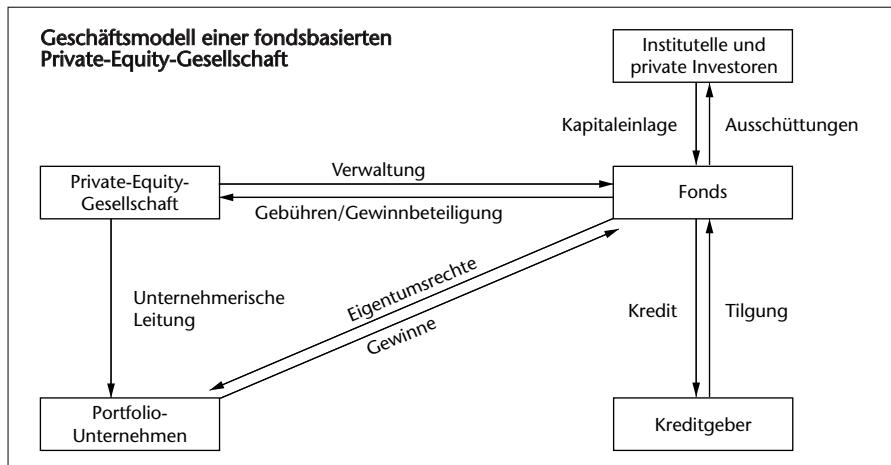 Geschäftsmodell einer fondsbasierten
Private-Equity-Gesellschaft
Institutelle und
private Investoren
Kapitaleinlage
Ausschüttungen
Private-Equity-
Gesellschaft
Verwaltung
Gebühren/Gewinnbeteiligung
Fonds
Unternehmerische
Leitung
Eigentumsrechte
Gewinne
Kredit
Tilgung
Portfolio-
Unternehmen
Kreditgeber